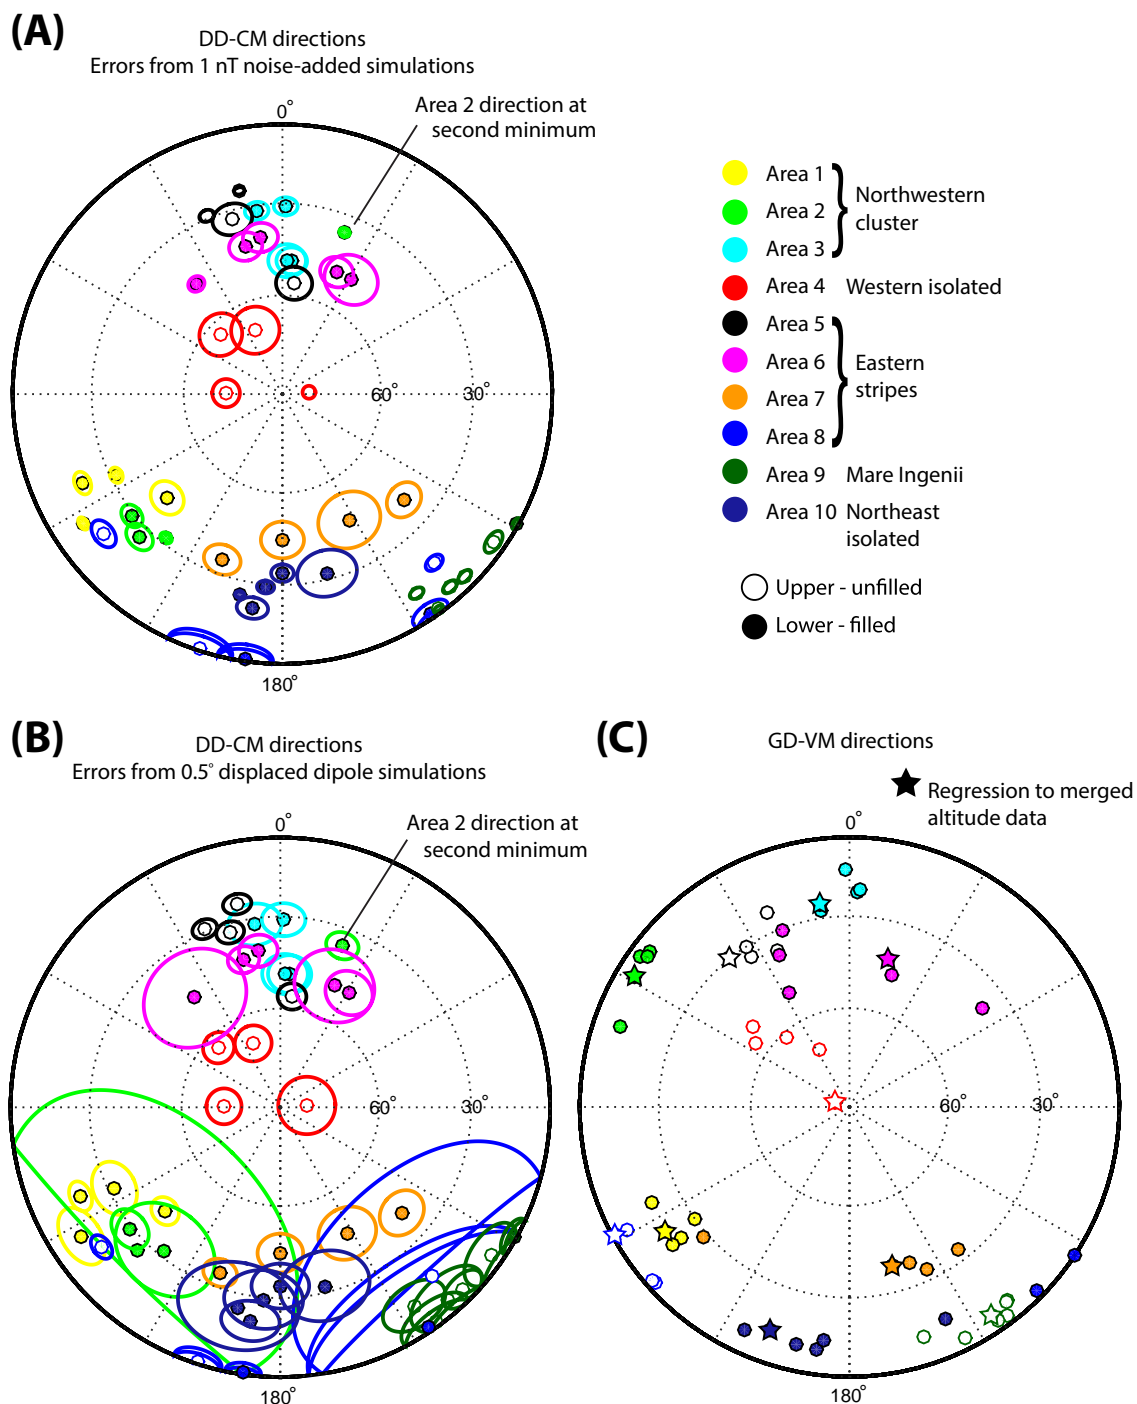 (A)
DD-CM directions
Errors from 1 nT noise-added simulations
Area 2 direction at
second minimum
0°
60°
30°
180°
Area 1
Area 2
Area 3
Northwestern
cluster
Area 4 Western isolated
Area 5
Area 6
Area 7
Area 8
Eastern
stripes
Area 9 Mare Ingenii
Area 10 Northeast
isolated
Upper - unfilled
Lower - filled
(B)
DD-CM directions
Errors from 0.5° displaced dipole simulations
Area 2 direction at
second minimum
0°
60°
30°
180°
(C)
GD-VM directions
Regression to merged
altitude data
0°
60°
30°
180°